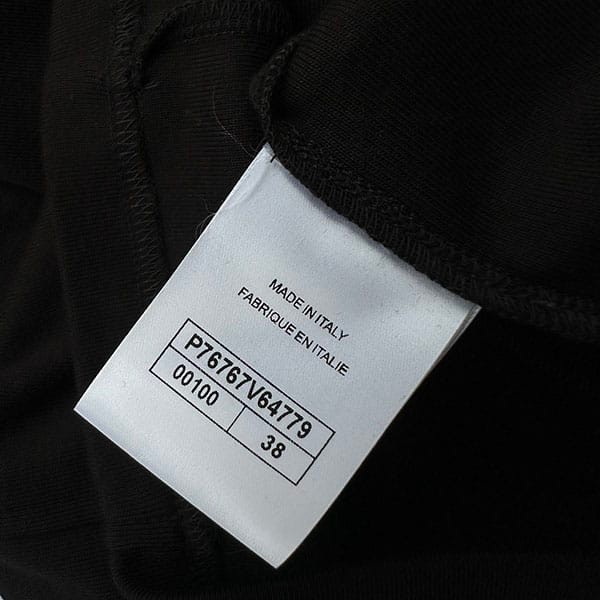 MADE IN ITALY
FABRIQUE EN ITALIE
P76767V64779
00100 38